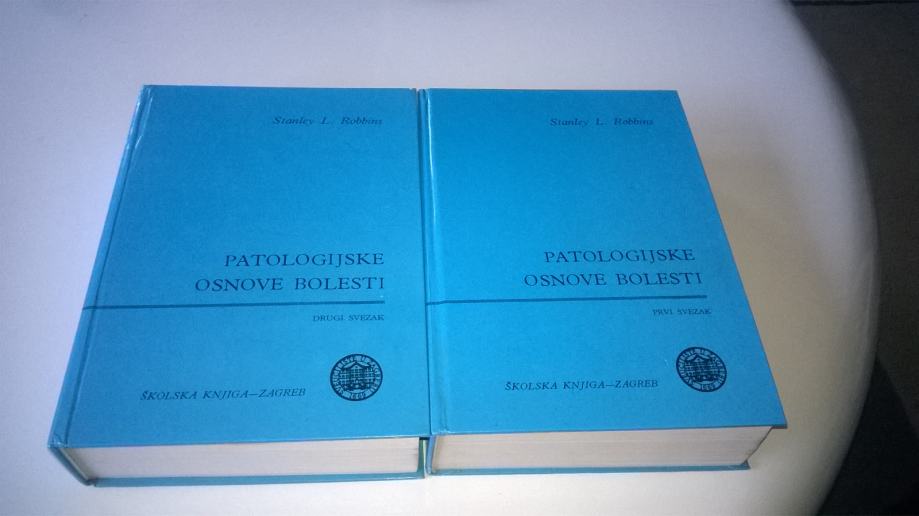 Stanley L. Robbins
PATOLOGIJSKE
OSNOVE BOLESTI
DRUGI SVEZAK
ŠKOLSKA KNJIGA—ZAGREB
Stanley L. Robbins
PATOLOGIJSKE
OSNOVE BOLESTI
PRVI SVEZAK
ŠKOLSKA KNJIGA—ZAGREB